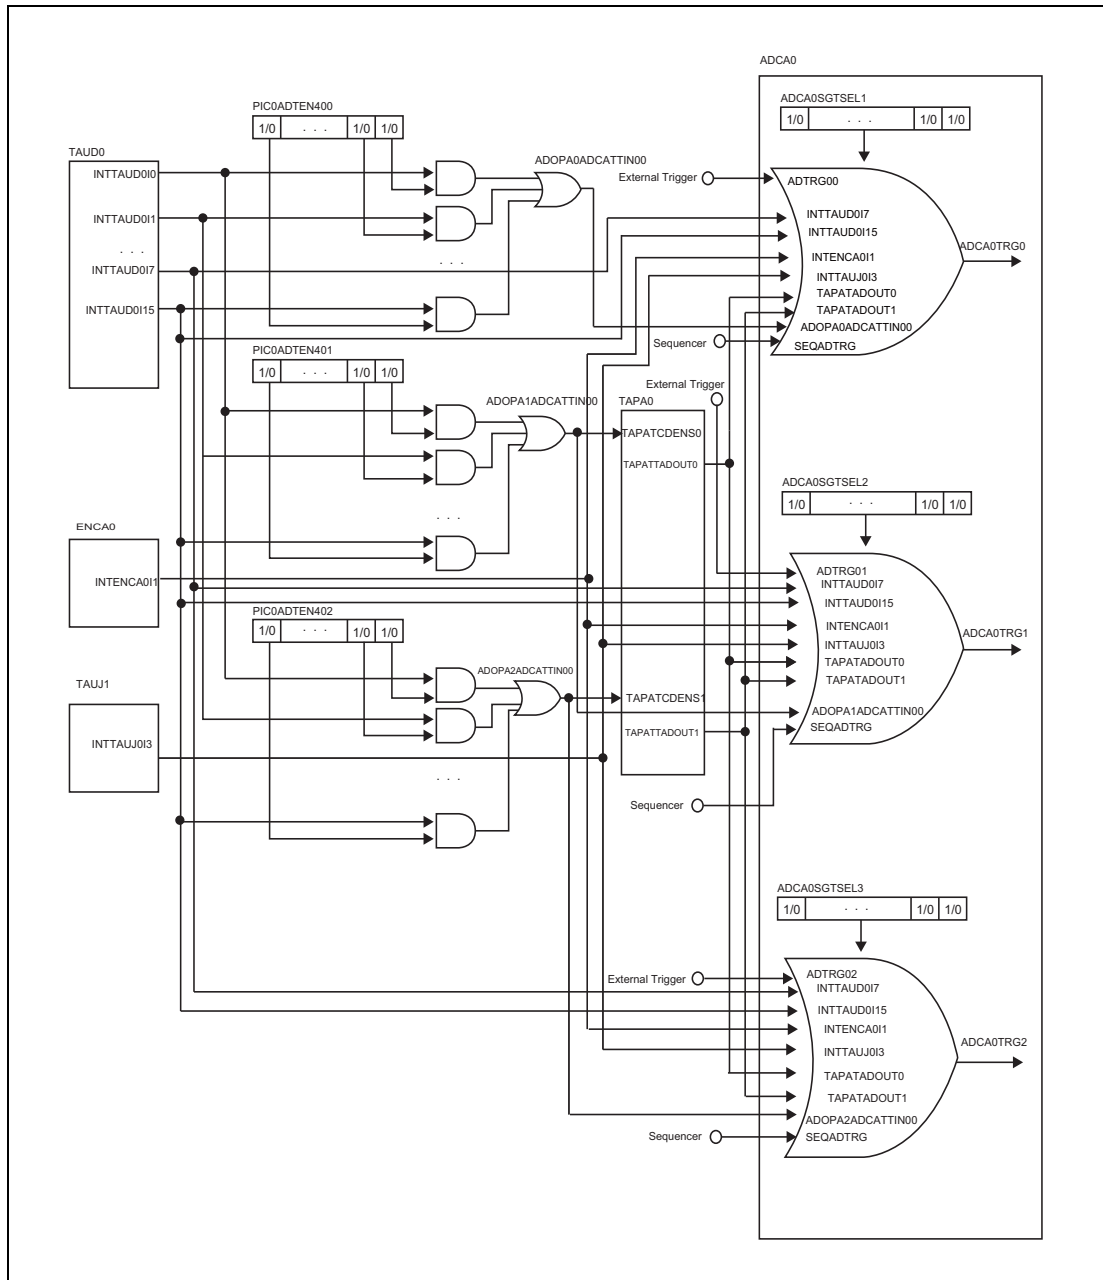 ADCA0
PIC0ADTEN400
1/0 . . . 1/0 1/0
ADCA0SGTSEL1
1/0 . . . 1/0 1/0
TAUD0
INTTAUD0I0
INTTAUD0I1
. . .
INTTAUD0I7
INTTAUD0I15
ADOPA0ADCATTIN00
. . .
External Trigger
ADTRG00
INTTAUD0I7
INTTAUD0I15
INTENCA0I1
INTTAUJ0I3
TAPATADOUT0
TAPATADOUT1
ADOPA0ADCATTIN00
SEQADTRG
Sequencer
ADCA0TRG0
PIC0ADTEN401
1/0 . . . 1/0 1/0
ADOPA1ADCATTIN00
. . .
External Trigger
TAPA0
TAPATCDENS0
TAPATTADOUT0
TAPATCDENS1
TAPATTADOUT1
ADCA0SGTSEL2
1/0 . . . 1/0 1/0
ENCA0
INTENCA0I1
ADTRG01
INTTAUD0I7
INTTAUD0I15
INTENCA0I1
INTTAUJ0I3
TAPATADOUT0
TAPATADOUT1
ADOPA1ADCATTIN00
SEQADTRG
ADCA0TRG1
PIC0ADTEN402
1/0 . . . 1/0 1/0
ADOPA2ADCATTIN00
. . .
TAUJ1
INTTAUJ0I3
Sequencer
ADCA0SGTSEL3
1/0 . . . 1/0 1/0
External Trigger
ADTRG02
INTTAUD0I7
INTTAUD0I15
INTENCA0I1
INTTAUJ0I3
TAPATADOUT0
TAPATADOUT1
ADOPA2ADCATTIN00
SEQADTRG
Sequencer
ADCA0TRG2